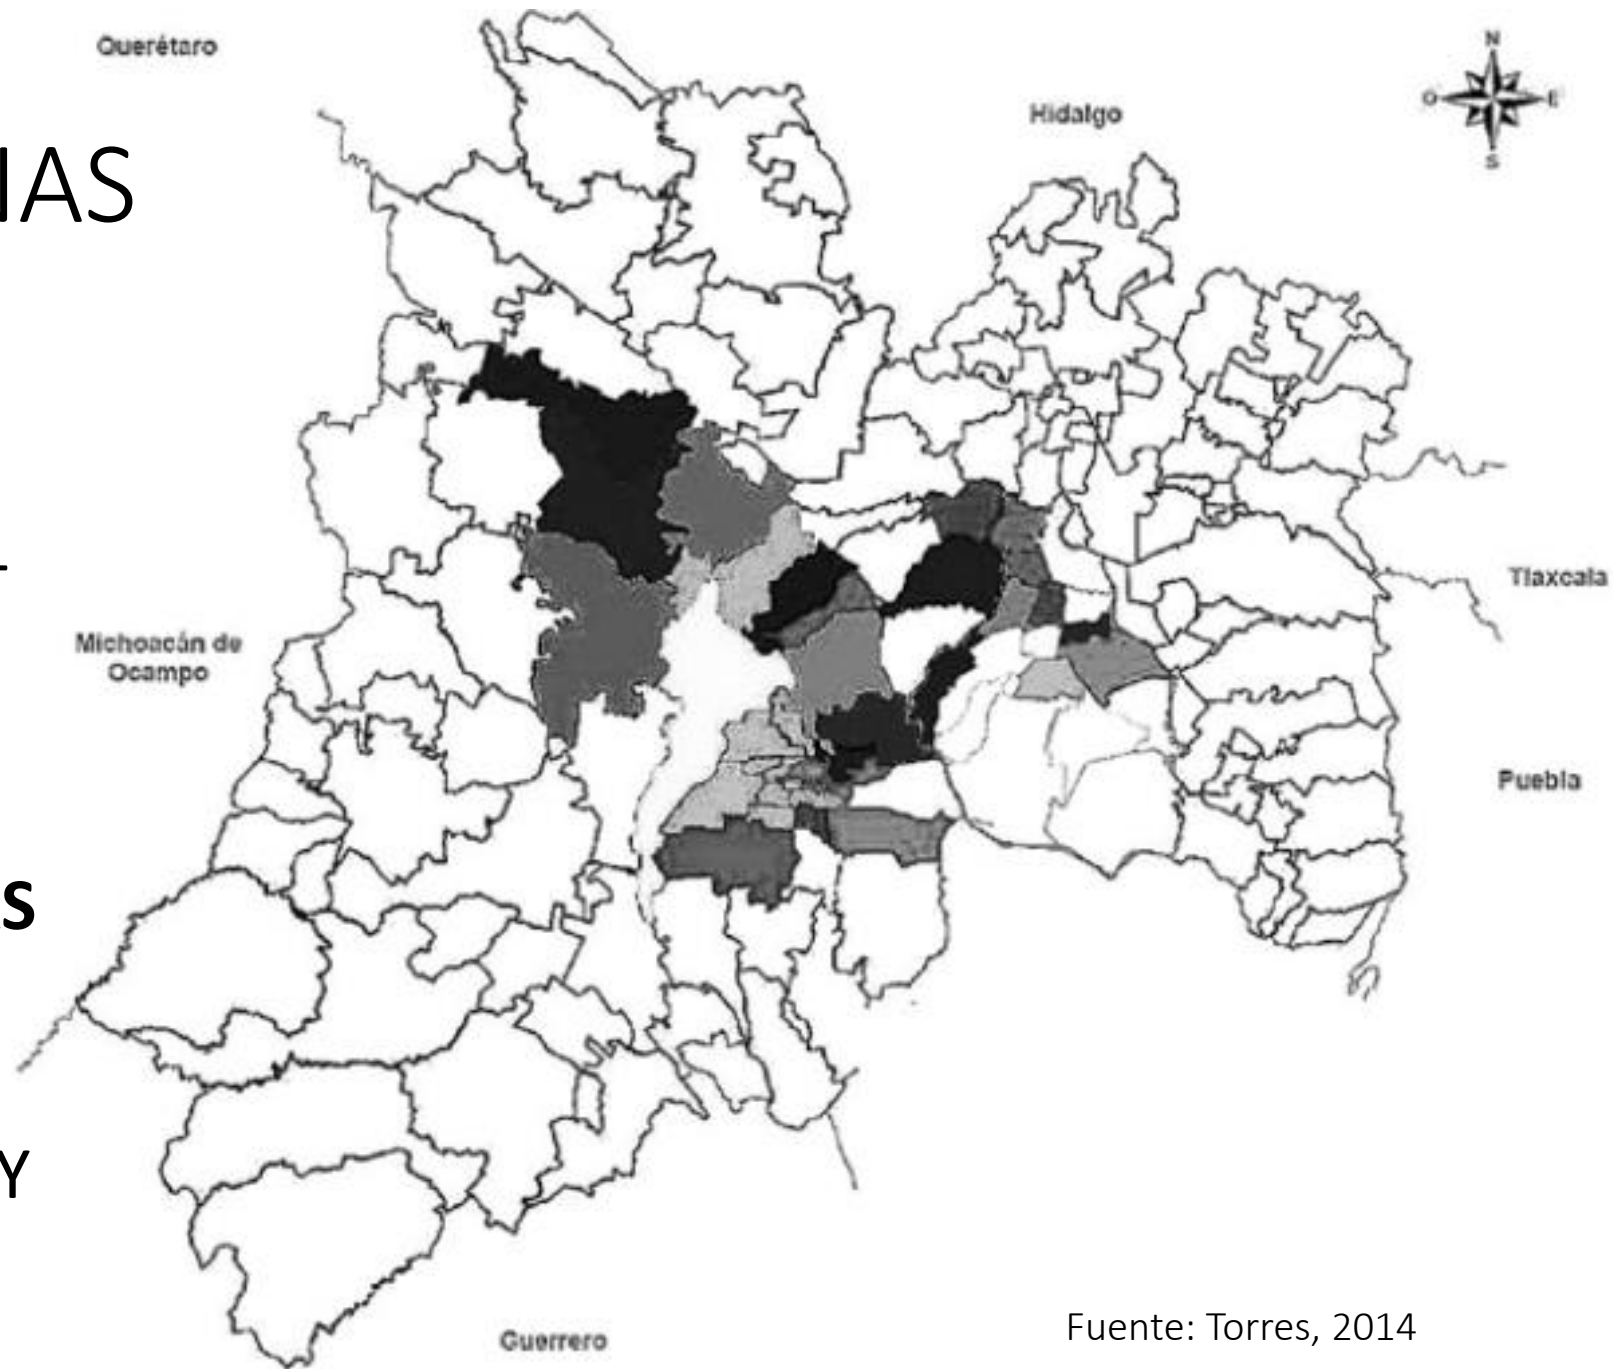 Querétaro
N
O E
S
Hidalgo
IAS
Tlaxcala
Michoacán de
Ocampo
Puebla
s
Y
Guerrero
Fuente: Torres, 2014